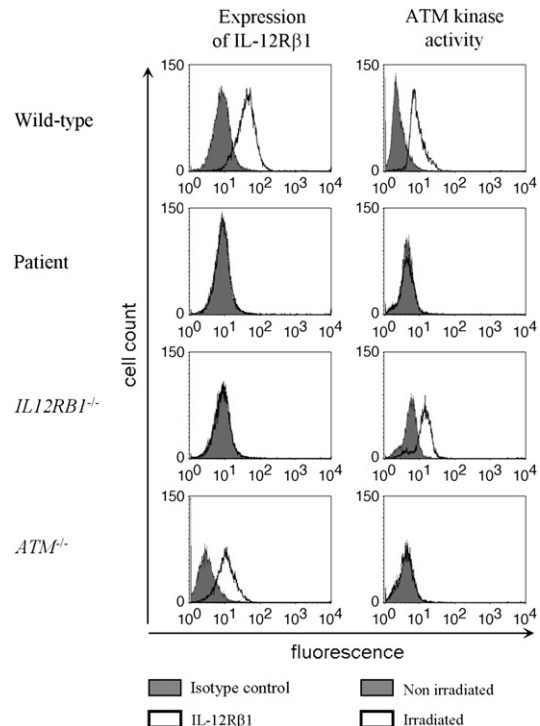 Expression of IL-12Rβ1
ATM kinase activity
Wild-type
150
0
10^0 10^1 10^2 10^3 10^4
150
0
10^0 10^1 10^2 10^3 10^4
Patient
150
0
10^0 10^1 10^2 10^3 10^4
150
0
10^0 10^1 10^2 10^3 10^4
cell count
IL12RB1-/-
150
0
10^0 10^1 10^2 10^3 10^4
150
0
10^0 10^1 10^2 10^3 10^4
ATM-/-
150
0
10^0 10^1 10^2 10^3 10^4
150
0
10^0 10^1 10^2 10^3 10^4
fluorescence
Isotype control
Non irradiated
IL-12Rβ1
Irradiated